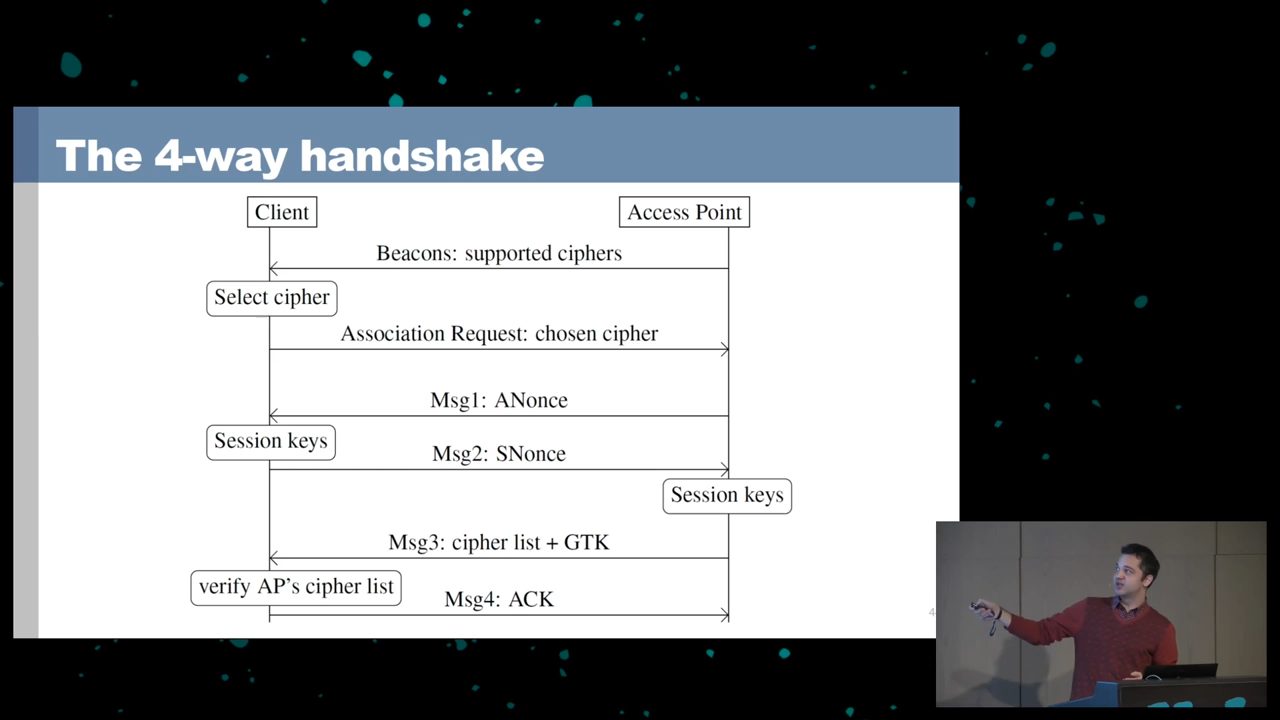 The 4-way handshake
Client
Access Point
Beacons: supported ciphers
Select cipher
Association Request: chosen cipher
Msg1: ANonce
Session keys
Msg2: SNonce
Session keys
Msg3: cipher list + GTK
verify AP's cipher list
Msg4: ACK
4